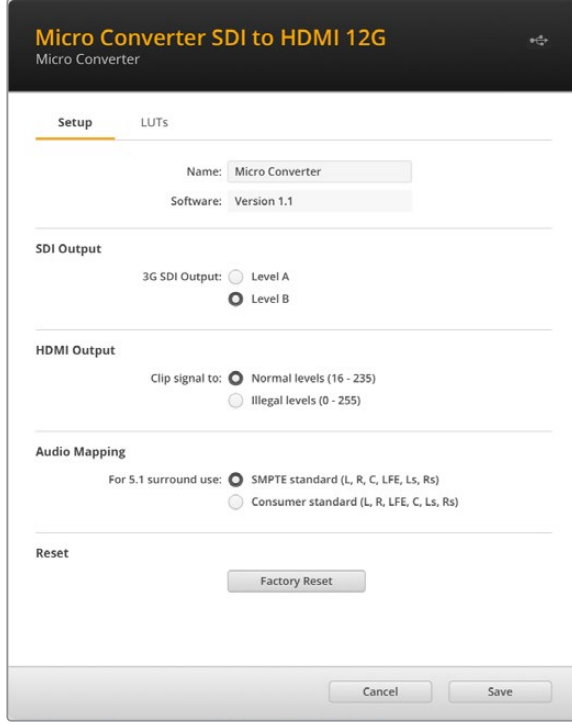 Micro Converter SDI to HDMI 12G
Micro Converter
Setup LUTs
Name: Micro Converter
Software: Version 1.1
SDI Output
3G SDI Output: Level A
Level B
HDMI Output
Clip signal to: Normal levels (16 - 235)
Illegal levels (0 - 255)
Audio Mapping
For 5.1 surround use: SMPTE standard (L, R, C, LFE, Ls, Rs)
Consumer standard (L, R, LFE, C, Ls, Rs)
Reset
Factory Reset
Cancel Save